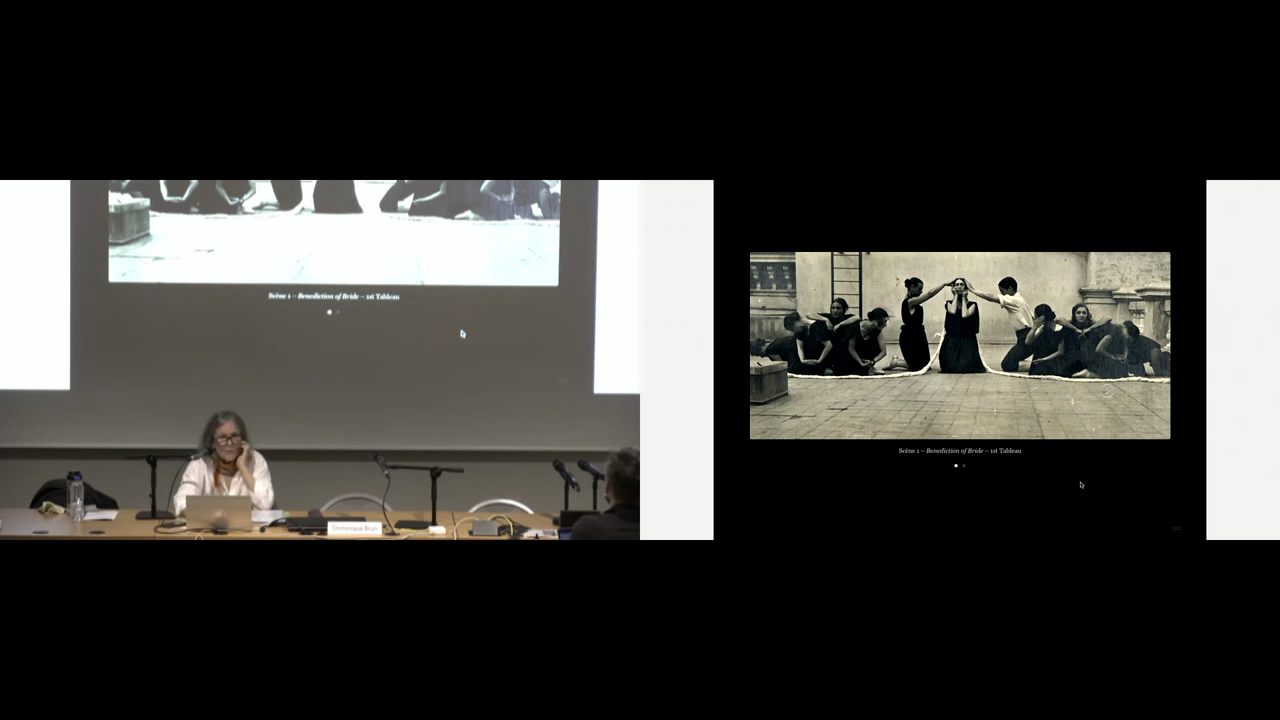 Scène 1 – Benediction of Bride – 1st Tableau
Dominique Brun
Scène 1 – Benediction of Bride – 1st Tableau